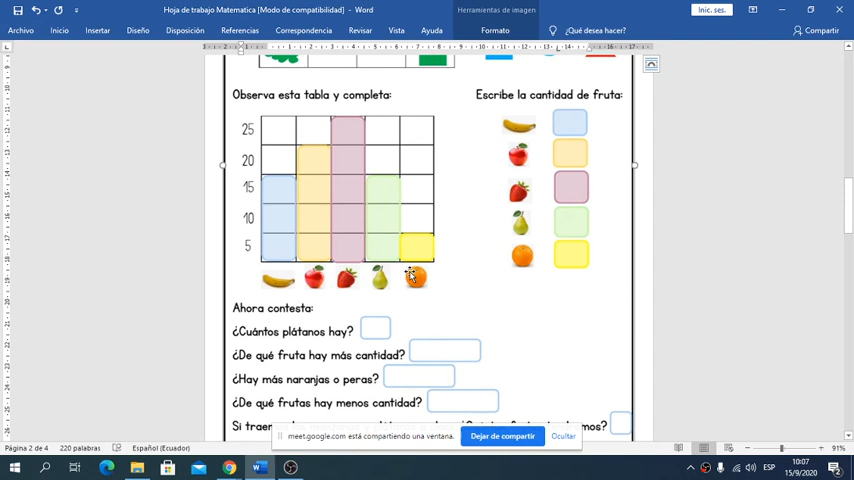 Hoja de trabajo Matematica [Modo de compatibilidad] - Word
Herramientas de imagen
Inic. ses.
Archivo Inicio Insertar Diseño Disposición Referencias Correspondencia Revisar Vista Ayuda Formato ¿Qué desea hacer? Compartir
Observa esta tabla y completa:
Escribe la cantidad de fruta:
25
20
15
10
5
Ahora contesta:
¿Cuántos plátanos hay?
¿De qué fruta hay más cantidad?
¿Hay más naranjas o peras?
¿De qué frutas hay menos cantidad?
meet.google.com está compartiendo una ventana. Dejar de compartir Ocultar
Página 2 de 4 220 palabras Español (Ecuador) 91%
ESP 10:07
15/9/2020